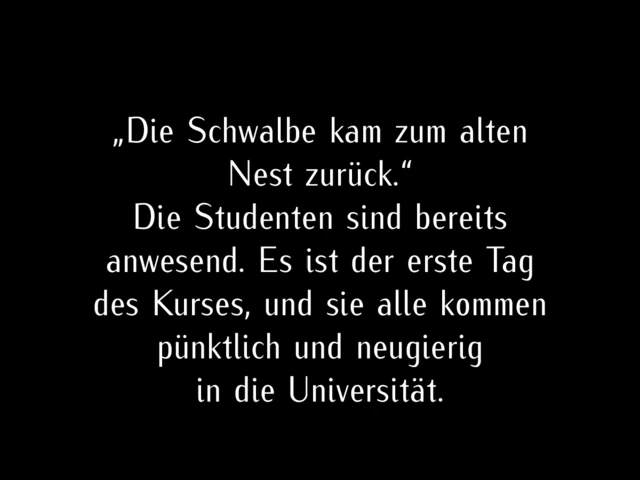 „Die Schwalbe kam zum alten
Nest zurück.“
Die Studenten sind bereits
anwesend. Es ist der erste Tag
des Kurses, und sie alle kommen
pünktlich und neugierig
in die Universität.